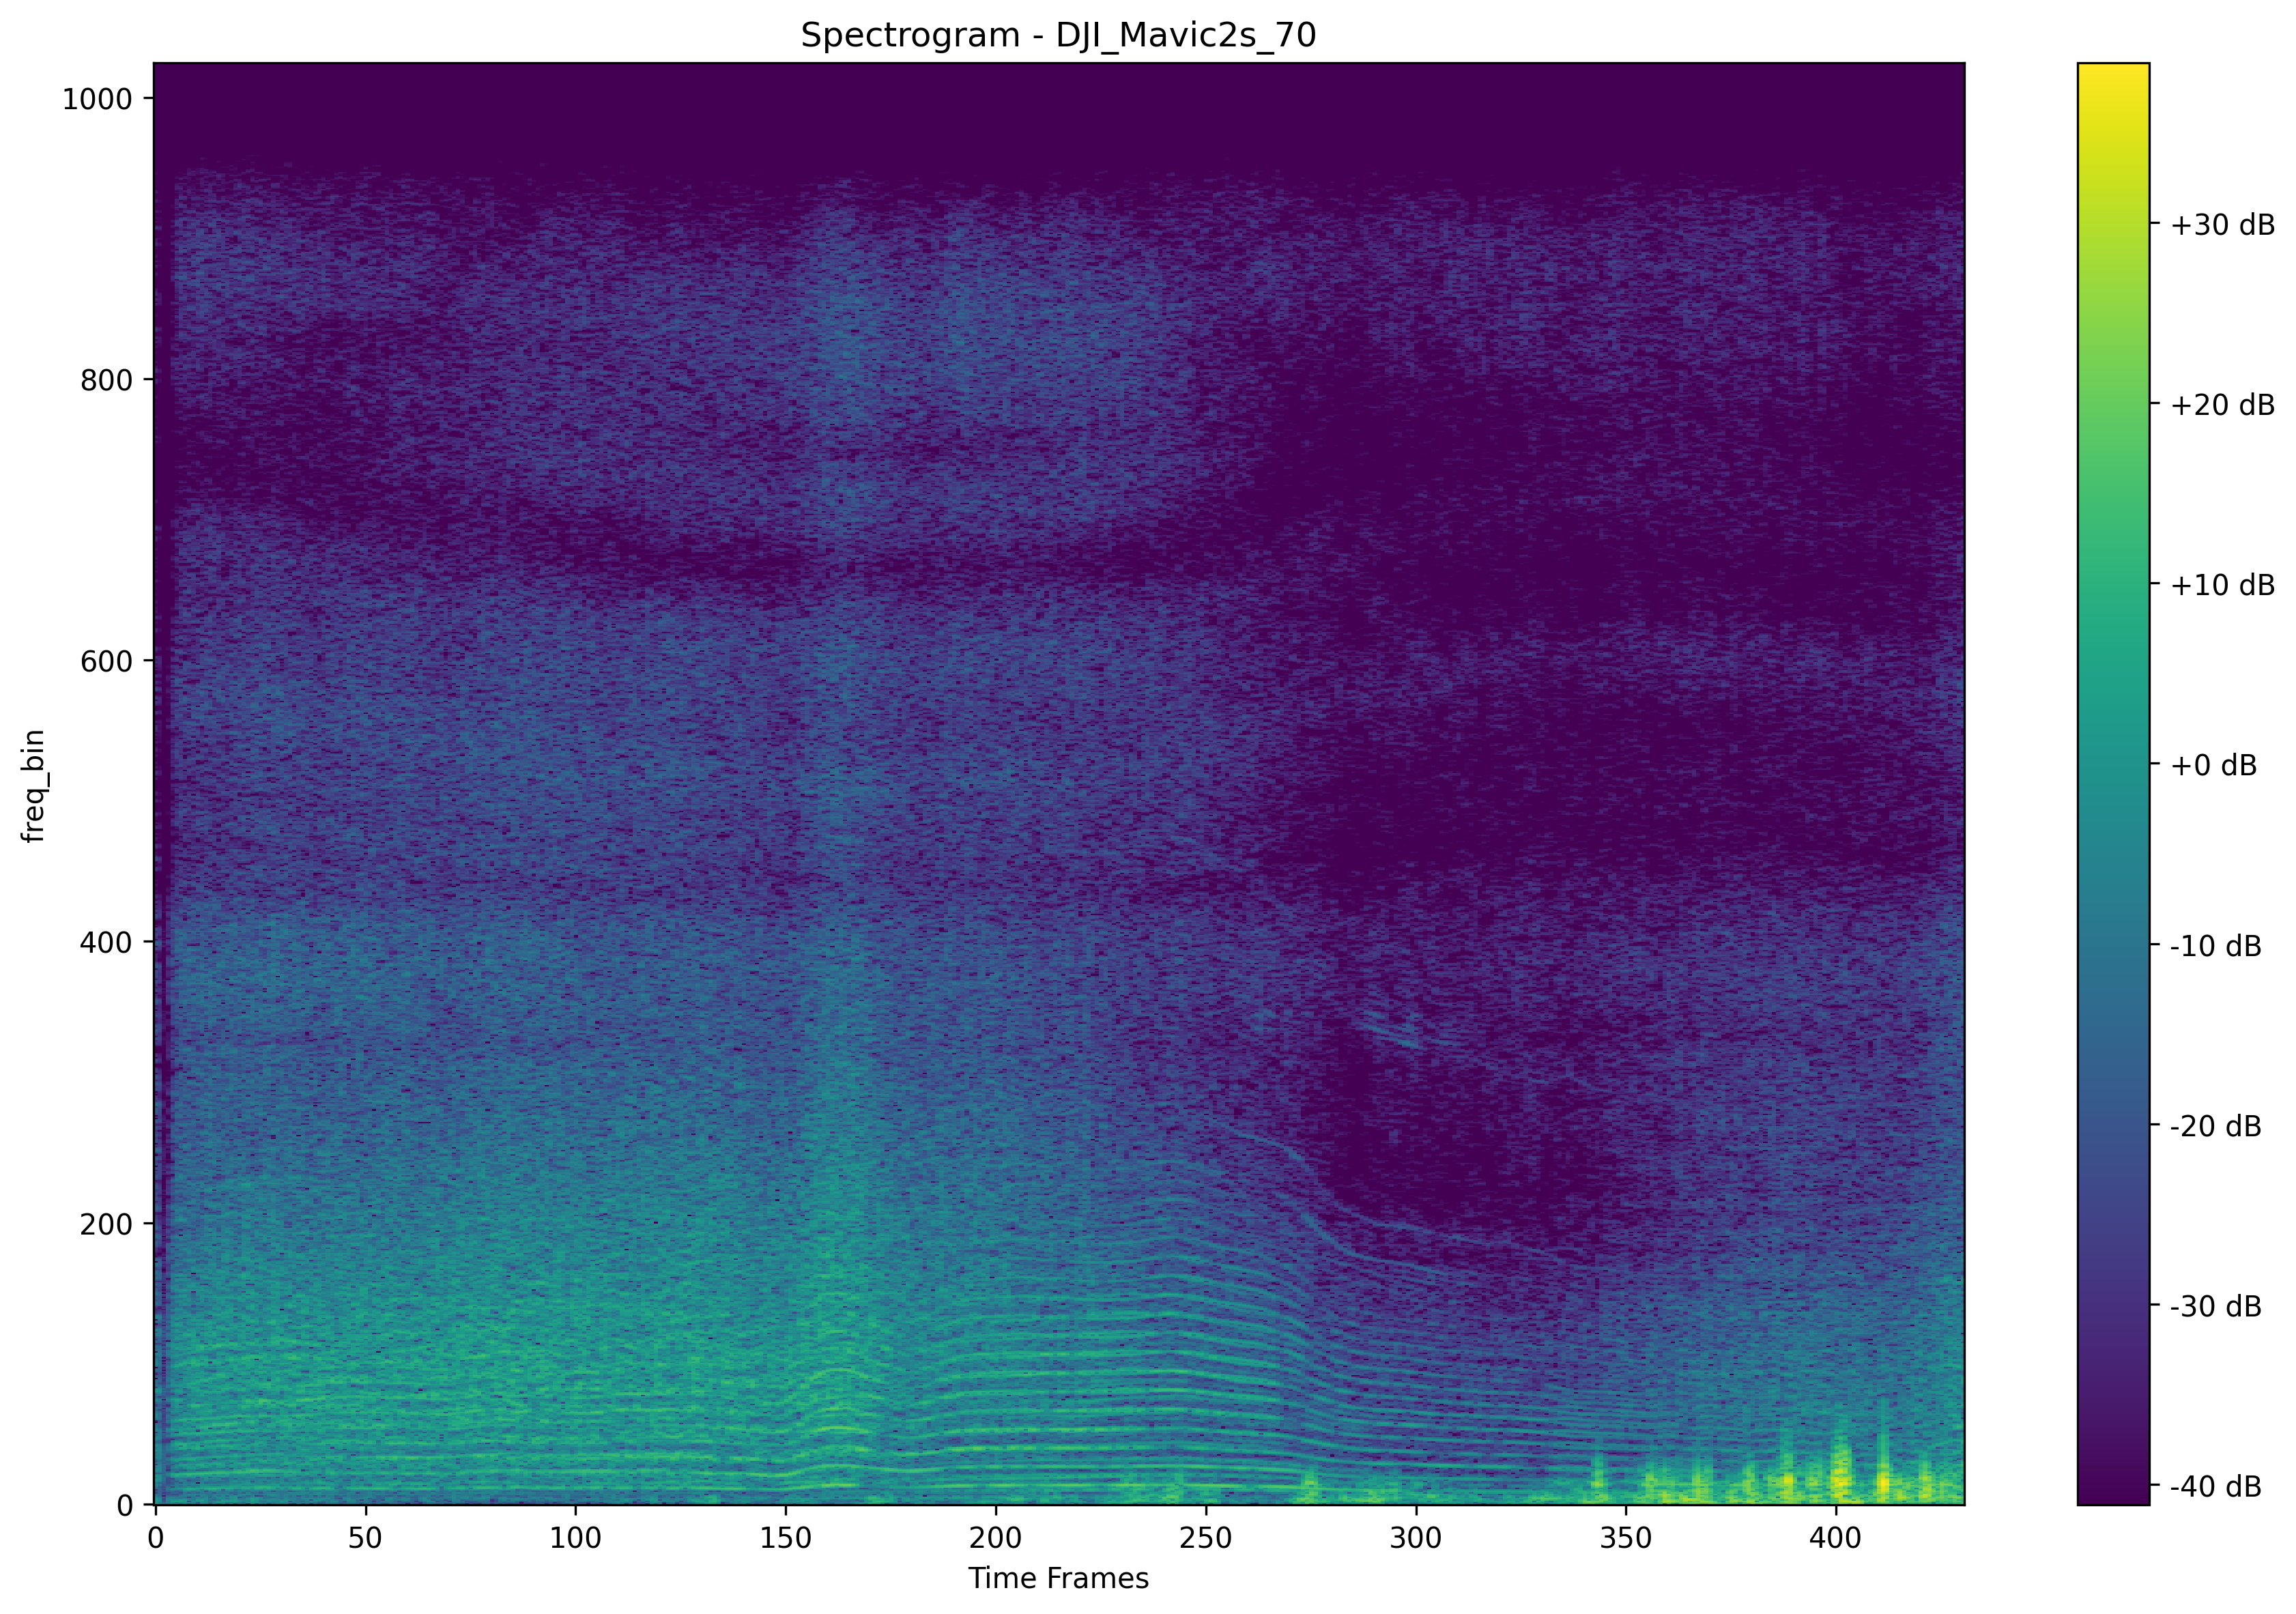 Spectrogram - DJI_Mavic2s_70
1000
800
600
400
200
0
freq_bin
0 50 100 150 200 250 300 350 400
Time Frames
+30 dB
+20 dB
+10 dB
+0 dB
-10 dB
-20 dB
-30 dB
-40 dB